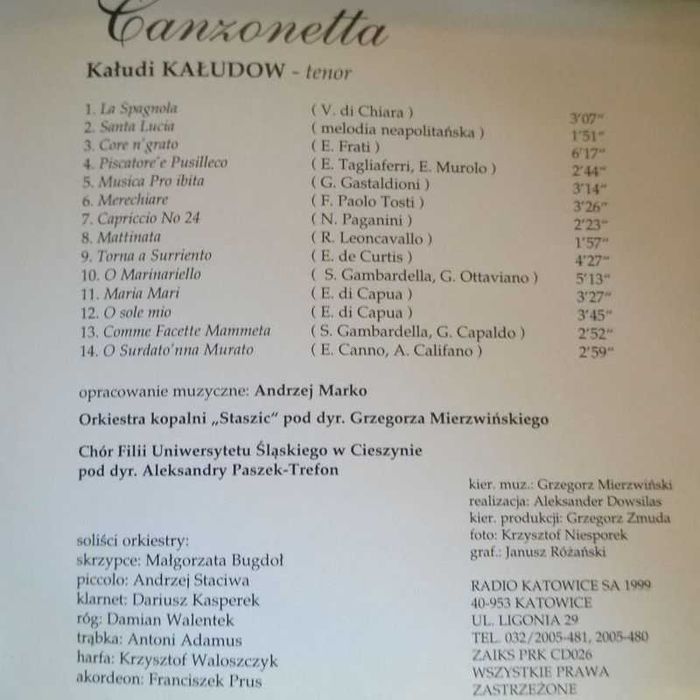 Canzonetta
Kałudi KAŁUDOW - tenor
1. La Spagnola ( V. di Chiara ) 3'07"
2. Santa Lucia ( melodia neapolitańska ) 1'51"
3. Core n'grato ( E. Frati ) 6'17"
4. Piscatore'e Pusilleco ( E. Tagliaferri, E. Murolo ) 2'44"
5. Musica Pro ibita ( G. Gastaldioni ) 3'14"
6. Merechiare ( F. Paolo Tosti ) 3'26"
7. Capriccio No 24 ( N. Paganini ) 2'23"
8. Mattinata ( R. Leoncavallo ) 1'57"
9. Torna a Surriento ( E. de Curtis ) 4'27"
10. O Marinariello ( S. Gambardella, G. Ottaviano ) 5'13"
11. Maria Mari ( E. di Capua ) 3'27"
12. O sole mio ( E. di Capua ) 3'45"
13. Comme Facette Mammeta ( S. Gambardella, G. Capaldo ) 2'52"
14. O Surdato'nna Murato ( E. Canno, A. Califano ) 2'59"
opracowanie muzyczne: Andrzej Marko
Orkiestra kopalni „Staszic" pod dyr. Grzegorza Mierzwińskiego
Chór Filii Uniwersytetu Śląskiego w Cieszynie
pod dyr. Aleksandry Paszek-Trefon
kier. muz.: Grzegorz Mierzwiński
realizacja: Aleksander Dowsilas
kier. produkcji: Grzegorz Zmuda
foto: Krzysztof Niesporek
graf.: Janusz Różański
soliści orkiestry:
skrzypce: Małgorzata Bugdoł
piccolo: Andrzej Staciwa
klarnet: Dariusz Kasperek
róg: Damian Walentek
trąbka: Antoni Adamus
harfa: Krzysztof Waloszczyk
akordeon: Franciszek Prus
RADIO KATOWICE SA 1999
40-953 KATOWICE
UL. LIGONIA 29
TEL. 032/2005-481, 2005-480
ZAIKS PRK CD026
WSZYSTKIE PRAWA
ZASTRZEŻONE